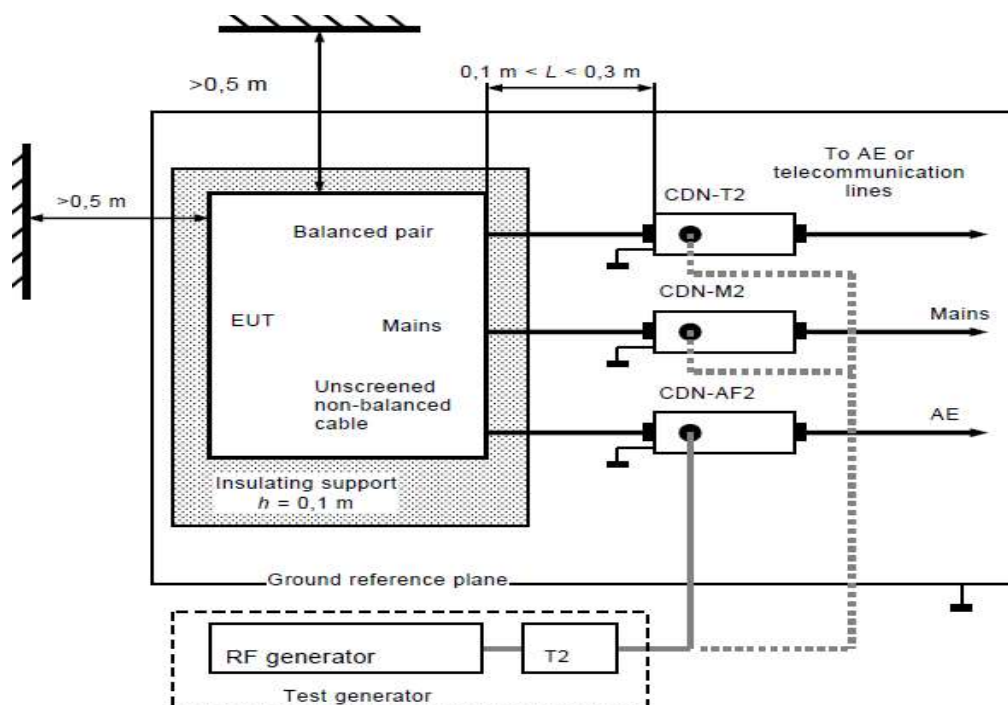 0,1 m < L < 0,3 m
>0,5 m
To AE or
telecommunication
lines
CDN-T2
>0,5 m
Balanced pair
CDN-M2
EUT
Mains
Mains
Unscreened
non-balanced
cable
CDN-AF2
AE
Insulating support
h = 0,1 m
Ground reference plane
RF generator
T2
Test generator